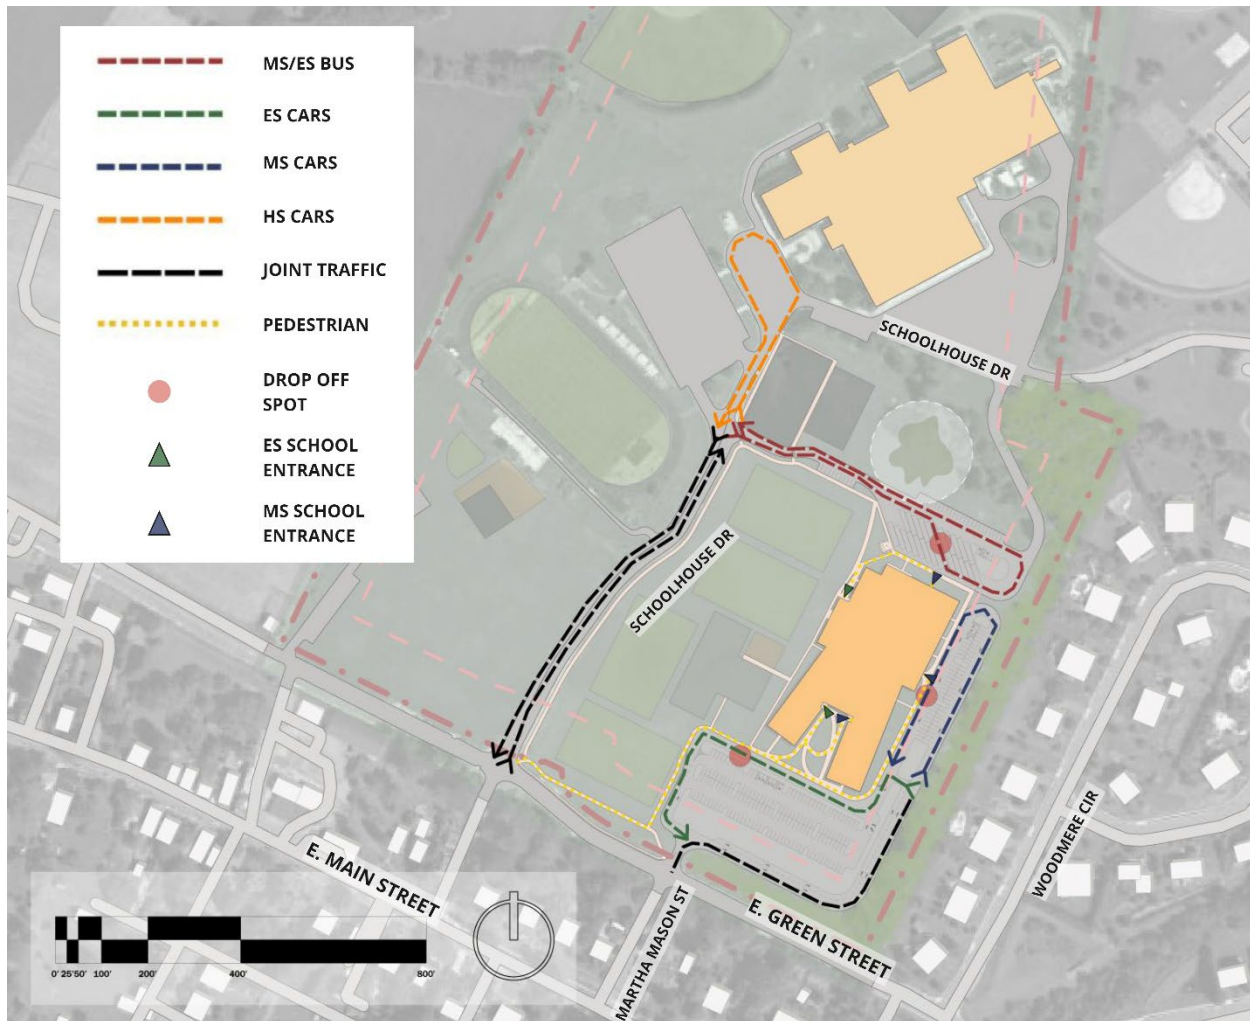 MS/ES BUS
ES CARS
MS CARS
HS CARS
JOINT TRAFFIC
PEDESTRIAN
DROP OFF
SPOT
ES SCHOOL
ENTRANCE
MS SCHOOL
ENTRANCE
SCHOOLHOUSE DR
SCHOOLHOUSE DR
E. MAIN STREET
MARTHA MASON ST
E. GREEN STREET
WOODMERE CIR
0' 25'50' 100' 200' 400' 800'